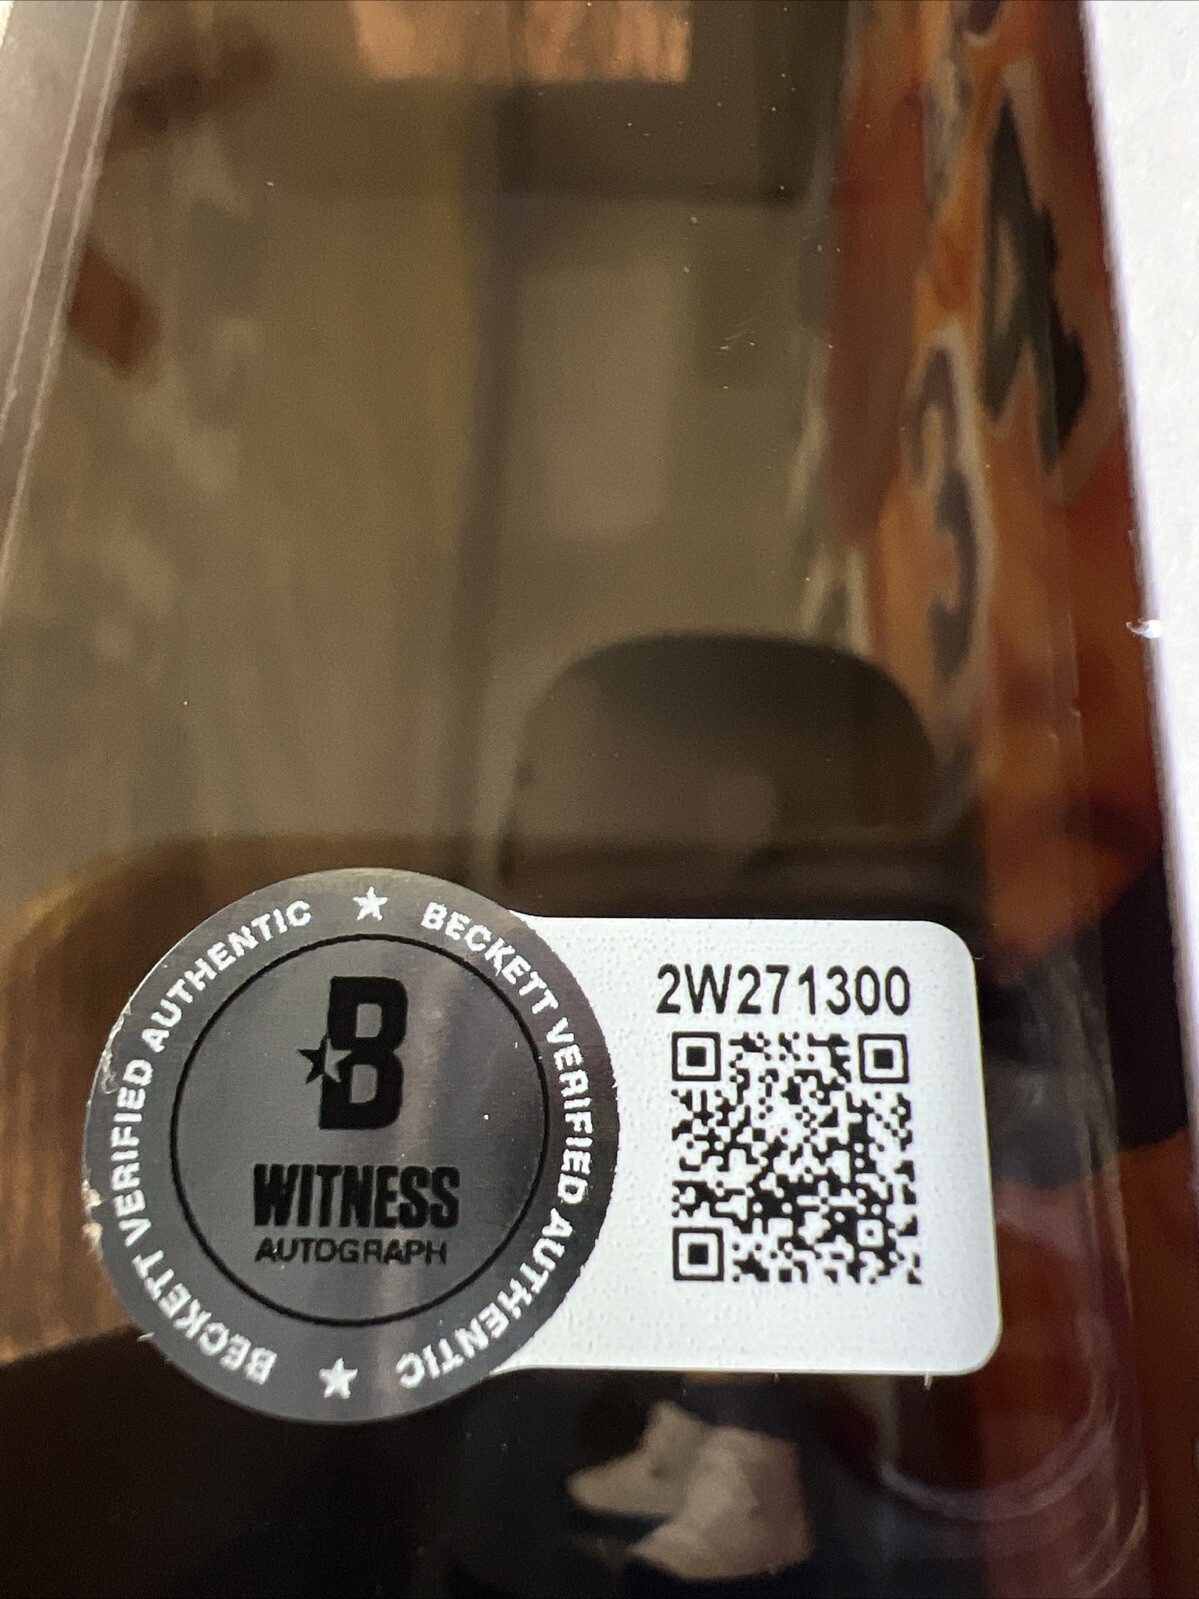 BECKETT VERIFIED AUTHENTIC ★ BECKETT VERIFIED AUTHENTIC ★
B
WITNESS
AUTOGRAPH
2W271300